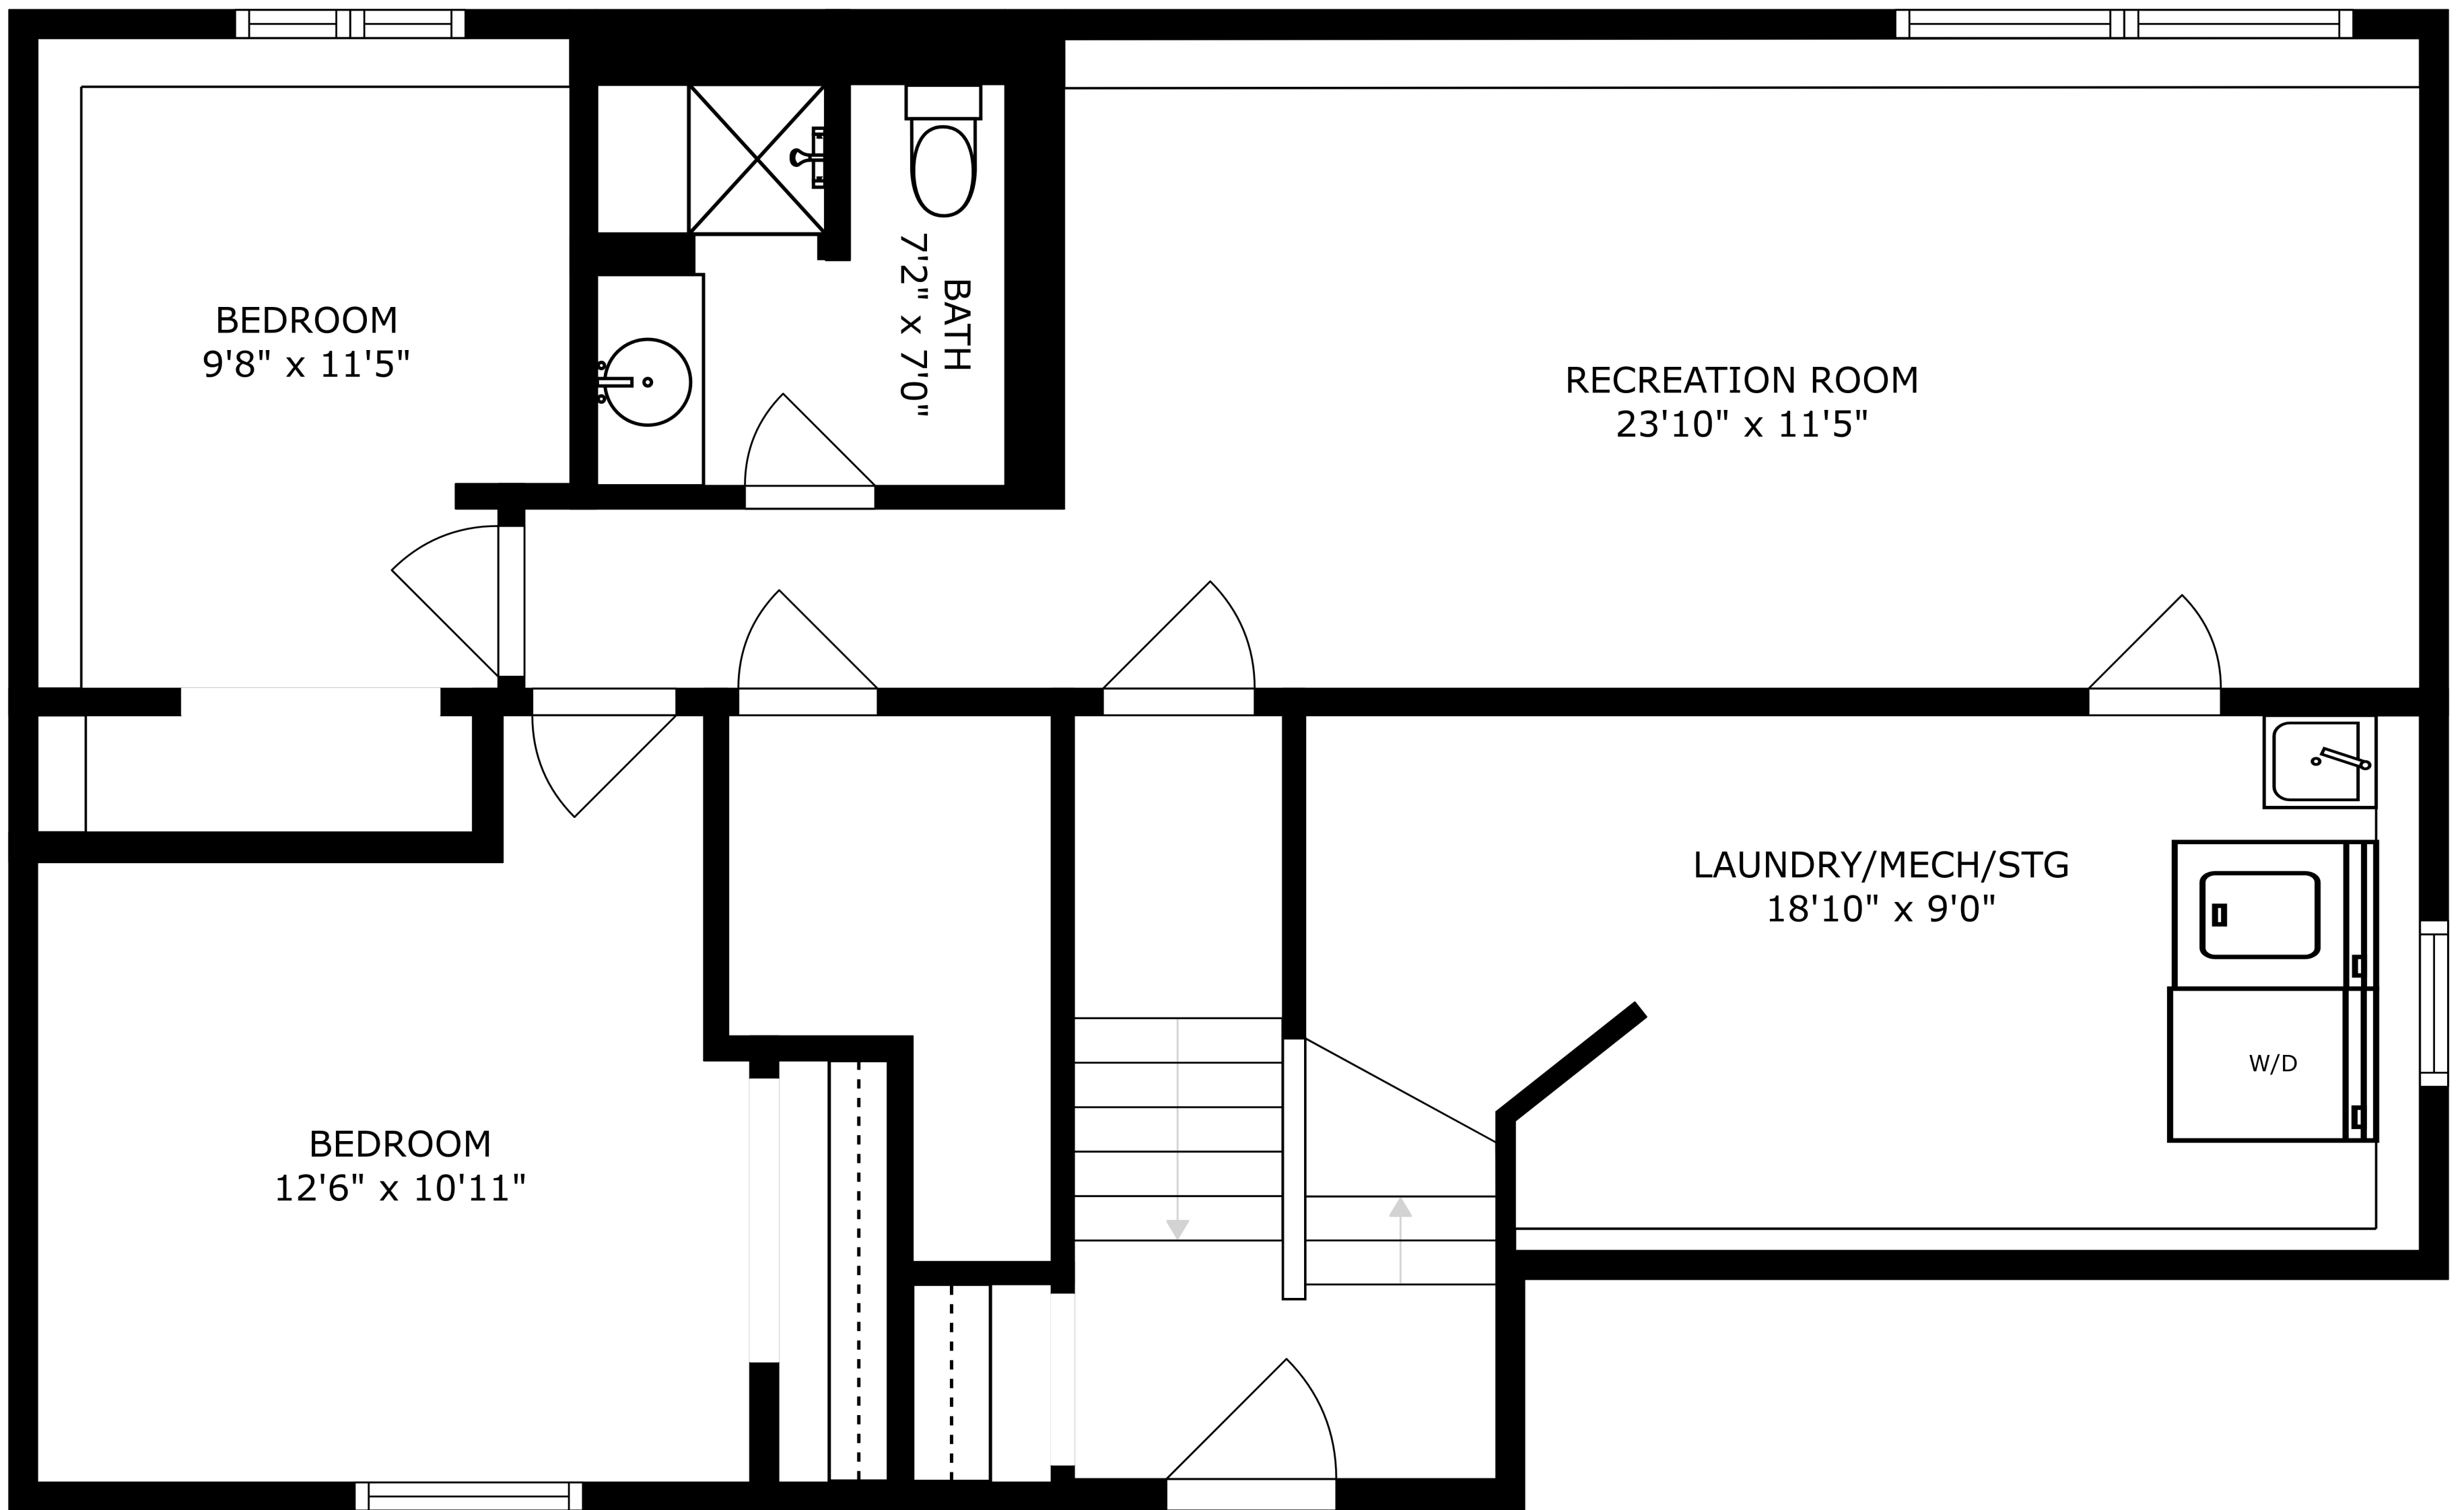 BEDROOM
9'8" x 11'5"
BATH
7'2" x 7'0"
RECREATION ROOM
23'10" x 11'5"
LAUNDRY/MECH/STG
18'10" x 9'0"
W/D
BEDROOM
12'6" x 10'11"